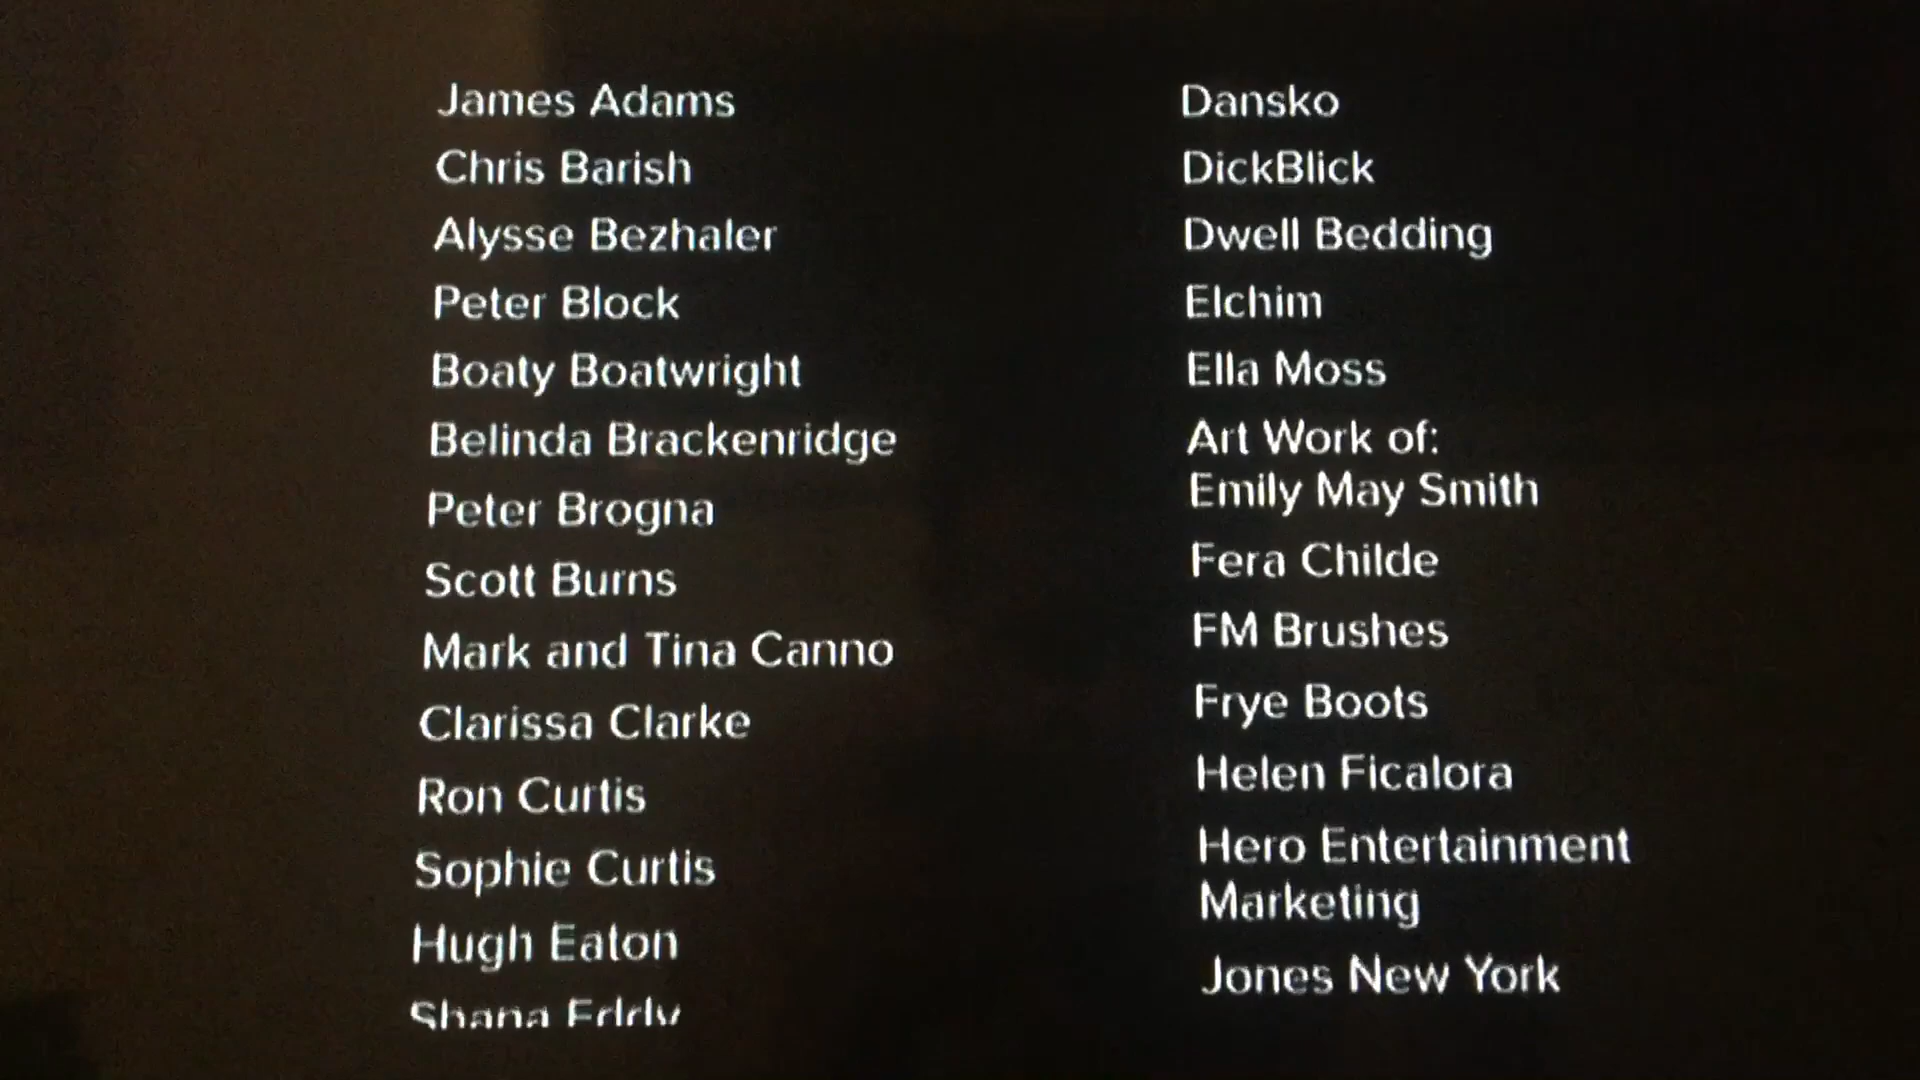 James Adams
Chris Barish
Alysse Bezhaler
Peter Block
Boaty Boatwright
Belinda Brackenridge
Peter Brogna
Scott Burns
Mark and Tina Canno
Clarissa Clarke
Ron Curtis
Sophie Curtis
Hugh Eaton
Shana Eddy
Dansko
DickBlick
Dwell Bedding
Elchim
Ella Moss
Art Work of:
Emily May Smith
Fera Childe
FM Brushes
Frye Boots
Helen Ficalora
Hero Entertainment
Marketing
Jones New York